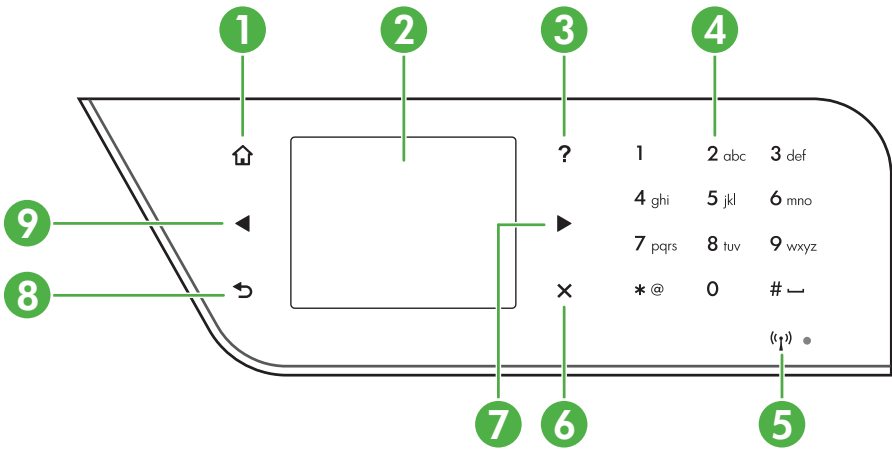 1 2 3 4
? 1 2 abc 3 def
4 ghi 5 jkl 6 mno
9
7 pqrs 8 tuv 9 wxyz
8
* @ 0 #
7 6 5